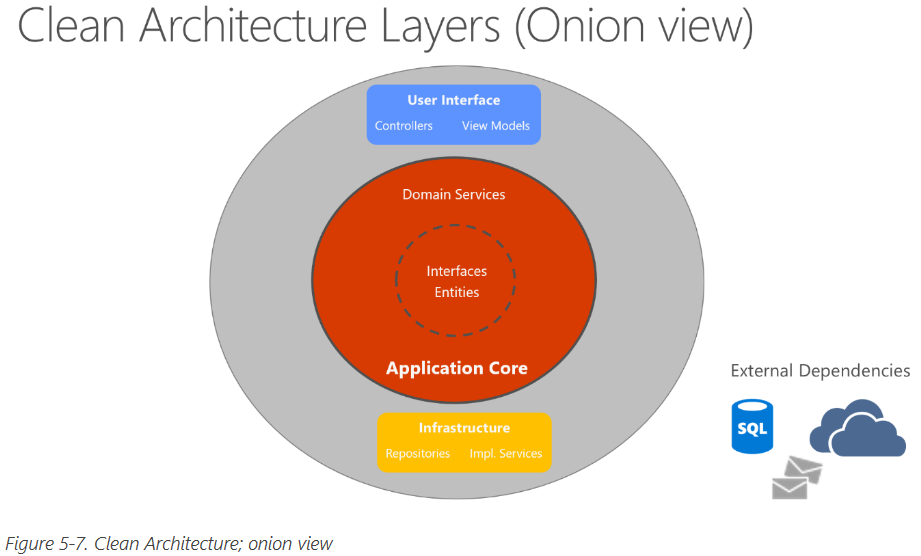 Clean Architecture Layers (Onion view)
User Interface
Controllers View Models
Domain Services
Interfaces
Entities
Application Core
Infrastructure
Repositories Impl. Services
External Dependencies
SQL
Figure 5-7. Clean Architecture; onion view